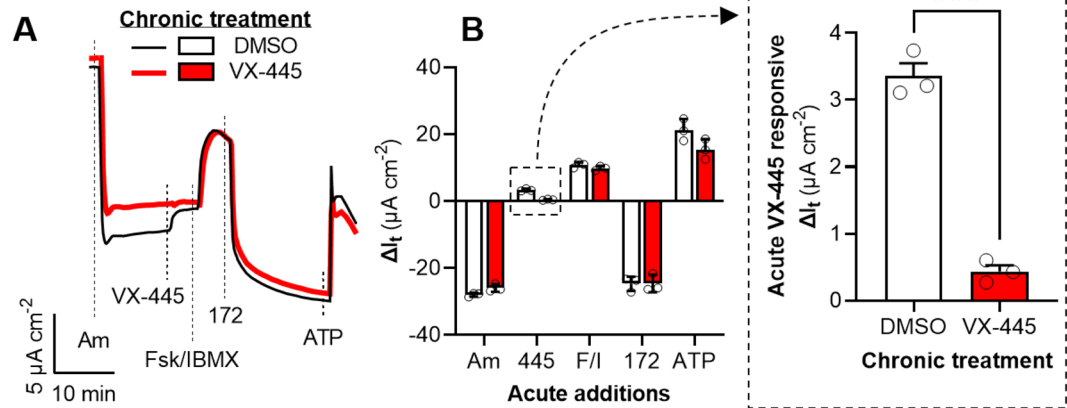 A
Chronic treatment
DMSO
VX-445
VX-445
172
Am
ATP
Fsk/IBMX
5 µA cm-2
10 min
B
40
20
0
-20
-40
ΔIt (µA cm-2)
Am 445 F/I 172 ATP
Acute additions
Acute VX-445 responsive
ΔIt (µA cm-2)
4
3
2
1
0
DMSO VX-445
Chronic treatment